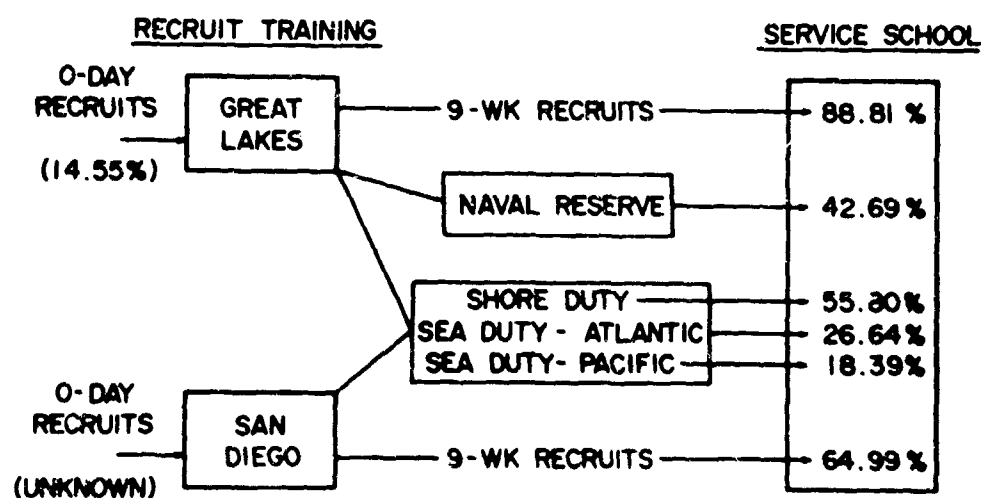 RECRUIT TRAINING
SERVICE SCHOOL
0-DAY
RECRUITS
(14.55%)
GREAT
LAKES
9-WK RECRUITS
88.81 %
NAVAL RESERVE
42.69%
SHORE DUTY
SEA DUTY - ATLANTIC
26.64%
SEA DUTY- PACIFIC
18.39%
0-DAY
RECRUITS
(UNKNOWN)
SAN
DIEGO
9-WK RECRUITS
64.99%